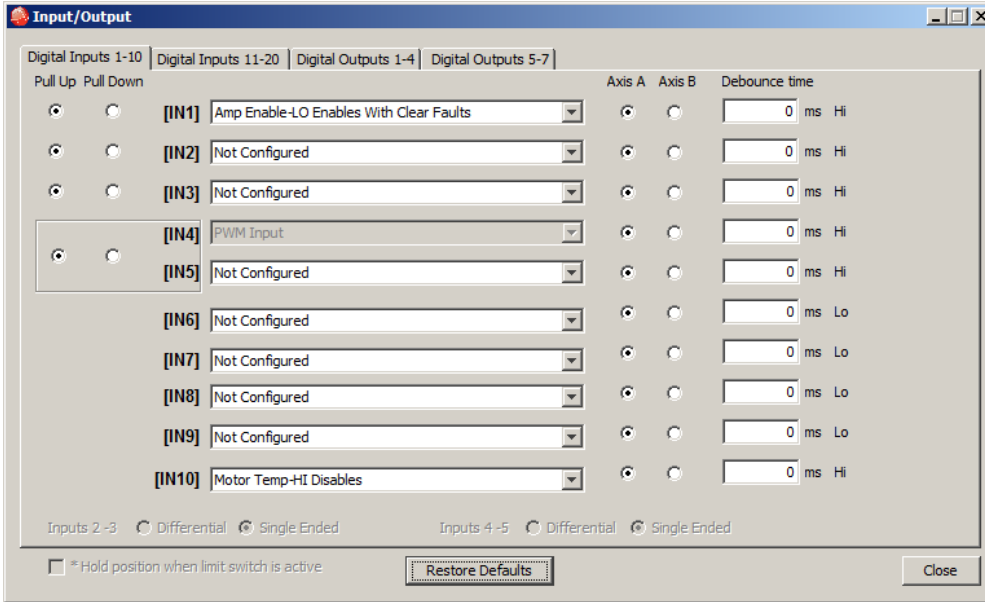 Input/Output
Digital Inputs 1-10 Digital Inputs 11-20 Digital Outputs 1-4 Digital Outputs 5-7
Pull Up Pull Down Axis A Axis B Debounce time
[IN1] Amp Enable-LO Enables With Clear Faults 0 ms Hi
[IN2] Not Configured 0 ms Hi
[IN3] Not Configured 0 ms Hi
[IN4] PWM Input 0 ms Hi
[IN5] Not Configured 0 ms Hi
[IN6] Not Configured 0 ms Lo
[IN7] Not Configured 0 ms Lo
[IN8] Not Configured 0 ms Lo
[IN9] Not Configured 0 ms Lo
[IN10] Motor Temp-HI Disables 0 ms Hi
Inputs 2 -3 Differential Single Ended Inputs 4 -5 Differential Single Ended
* Hold position when limit switch is active Restore Defaults Close